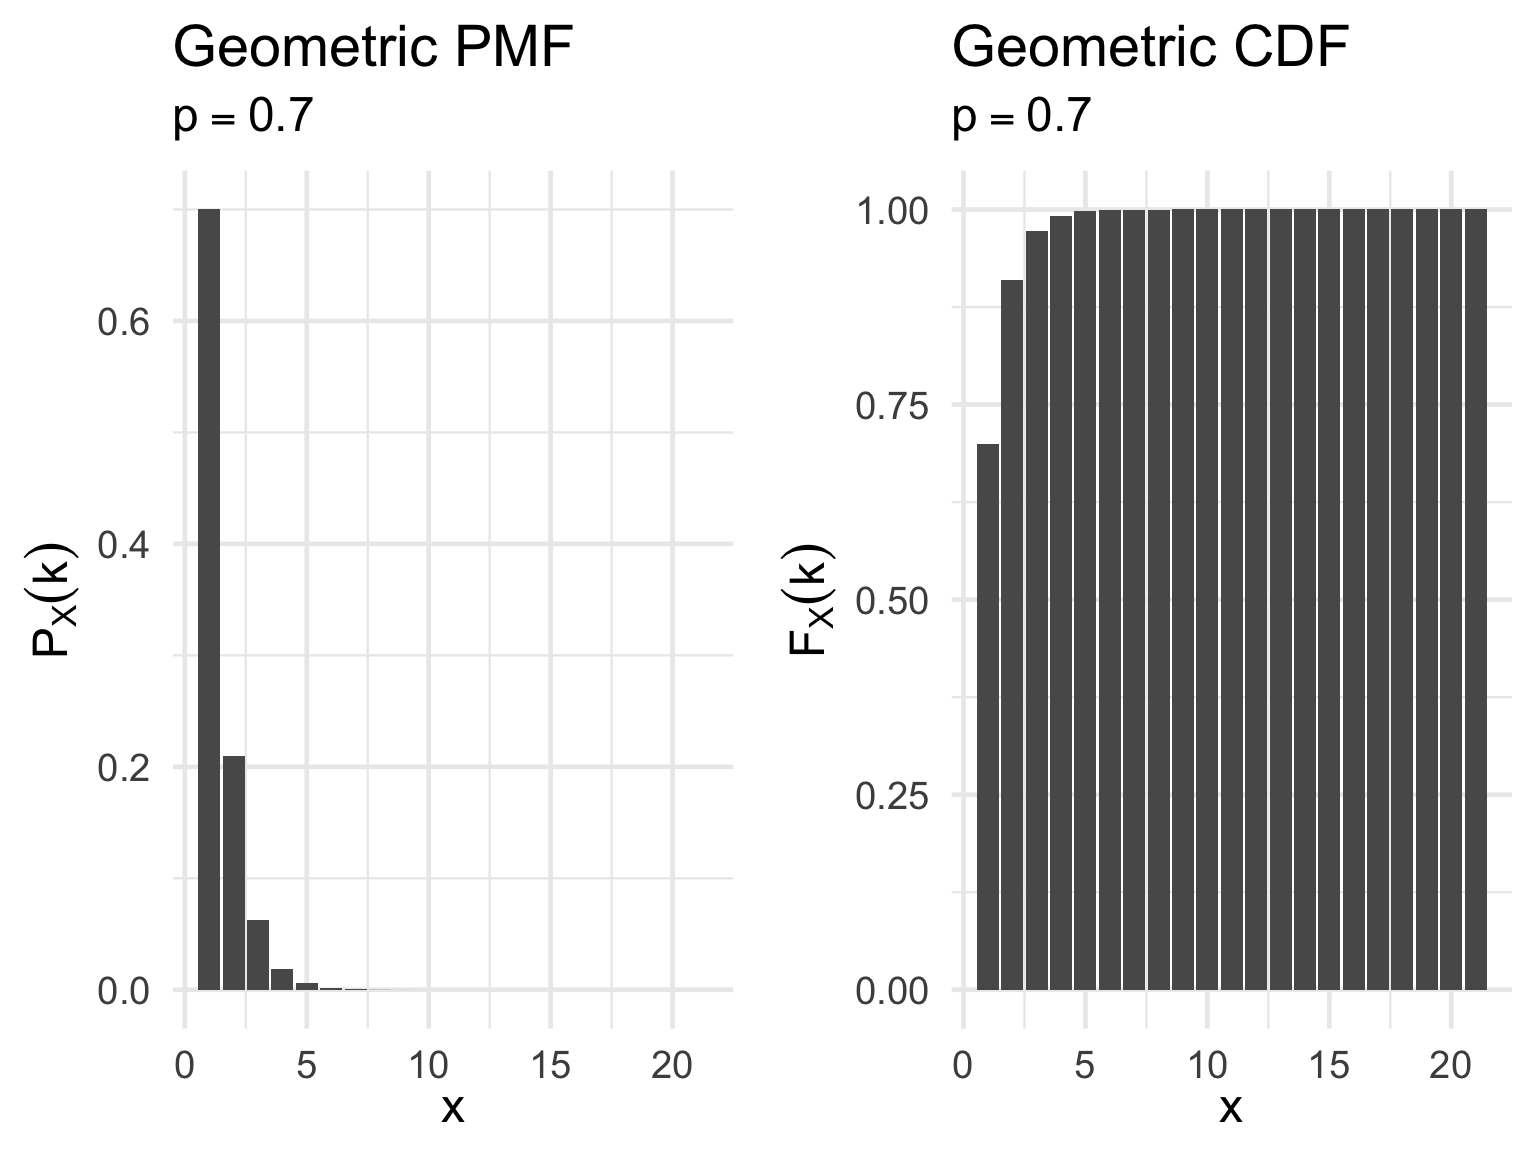 Geometric PMF
p = 0.7
P_X(k)
0.6
0.4
0.2
0.0
0 5 10 15 20
x
Geometric CDF
p = 0.7
F_X(k)
1.00
0.75
0.50
0.25
0.00
0 5 10 15 20
x